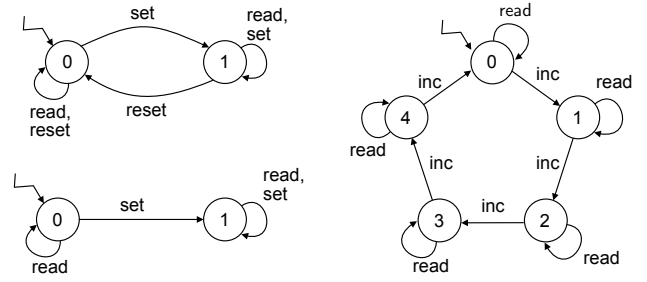 set
read,
set
0
1
read,
reset
reset
set
read,
set
0
1
read
read
0
inc
inc
read
4
1
read
inc
inc
3
inc
2
read
read